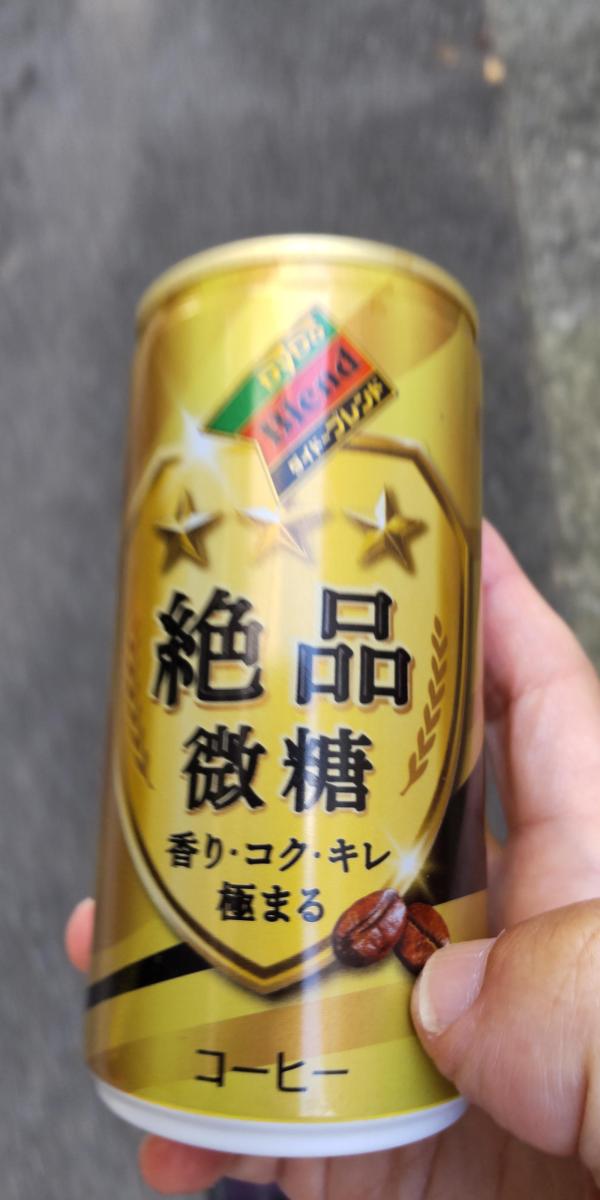 DyDo
Blend
ダイドーブレンド
絶品
微糖
香り・コク・キレ
極まる
コーヒー